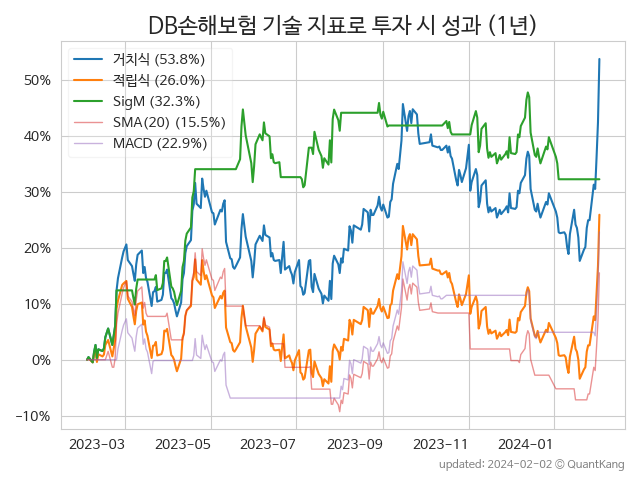 DB손해보험 기술 지표로 투자 시 성과 (1년)
거치식 (53.8%)
적립식 (26.0%)
SigM (32.3%)
SMA(20) (15.5%)
MACD (22.9%)
50%
40%
30%
20%
10%
0%
−10%
2023-03 2023-05 2023-07 2023-09 2023-11 2024-01
updated: 2024-02-02 © QuantKang